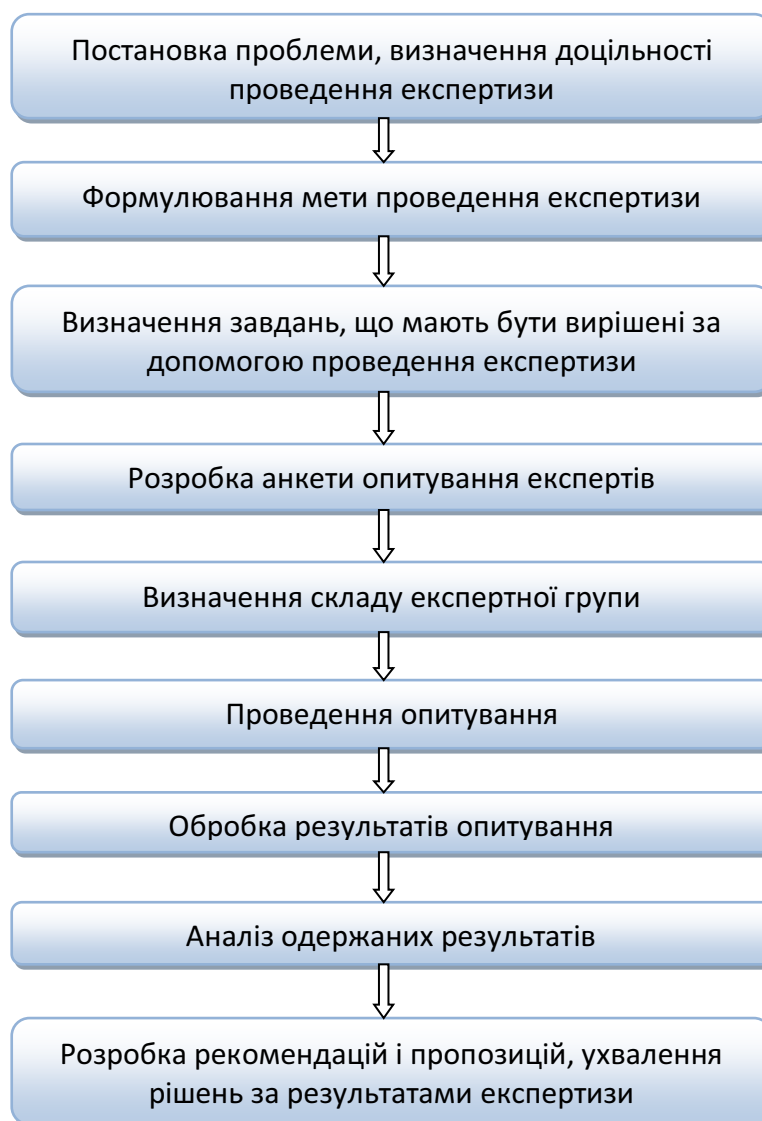 Постановка проблеми, визначення доцільності
проведення експертизи
Формулювання мети проведення експертизи
Визначення завдань, що мають бути вирішені за
допомогою проведення експертизи
Розробка анкети опитування експертів
Визначення складу експертної групи
Проведення опитування
Обробка результатів опитування
Аналіз одержаних результатів
Розробка рекомендацій і пропозицій, ухвалення
рішень за результатами експертизи